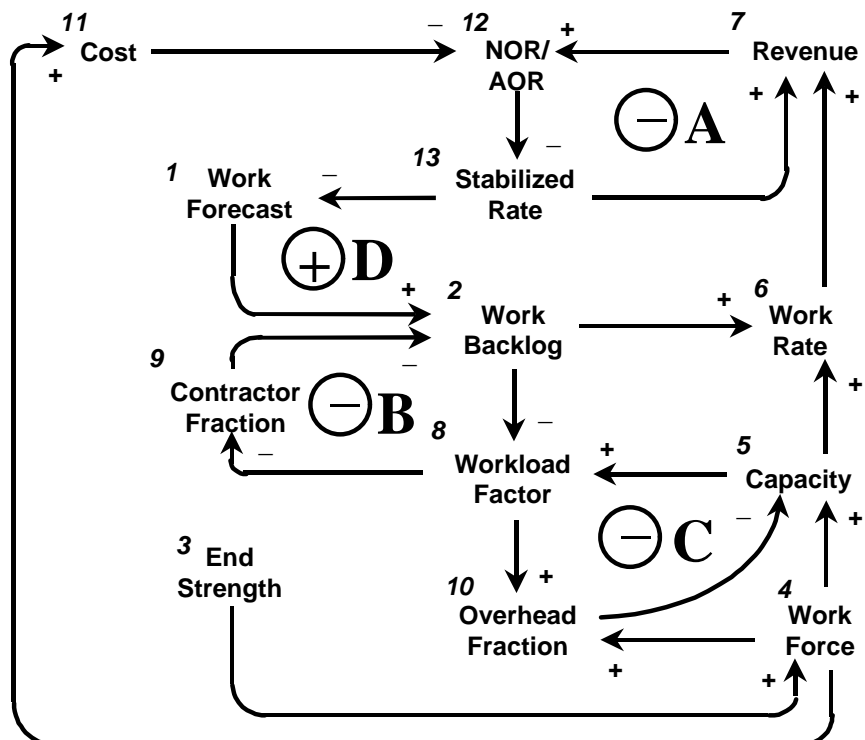 11
Cost
−
12
NOR/
AOR
+
7
Revenue
+
+
+
− A
−
13
Stabilized
Rate
−
1
Work
Forecast
+ D
+
2
Work
Backlog
+
6
Work
Rate
−
9
Contractor
Fraction
− B
+
−
8
Workload
Factor
−
+
5
Capacity
−
+
− C
3
End
Strength
+
10
Overhead
Fraction
4
Work
Force
+
+